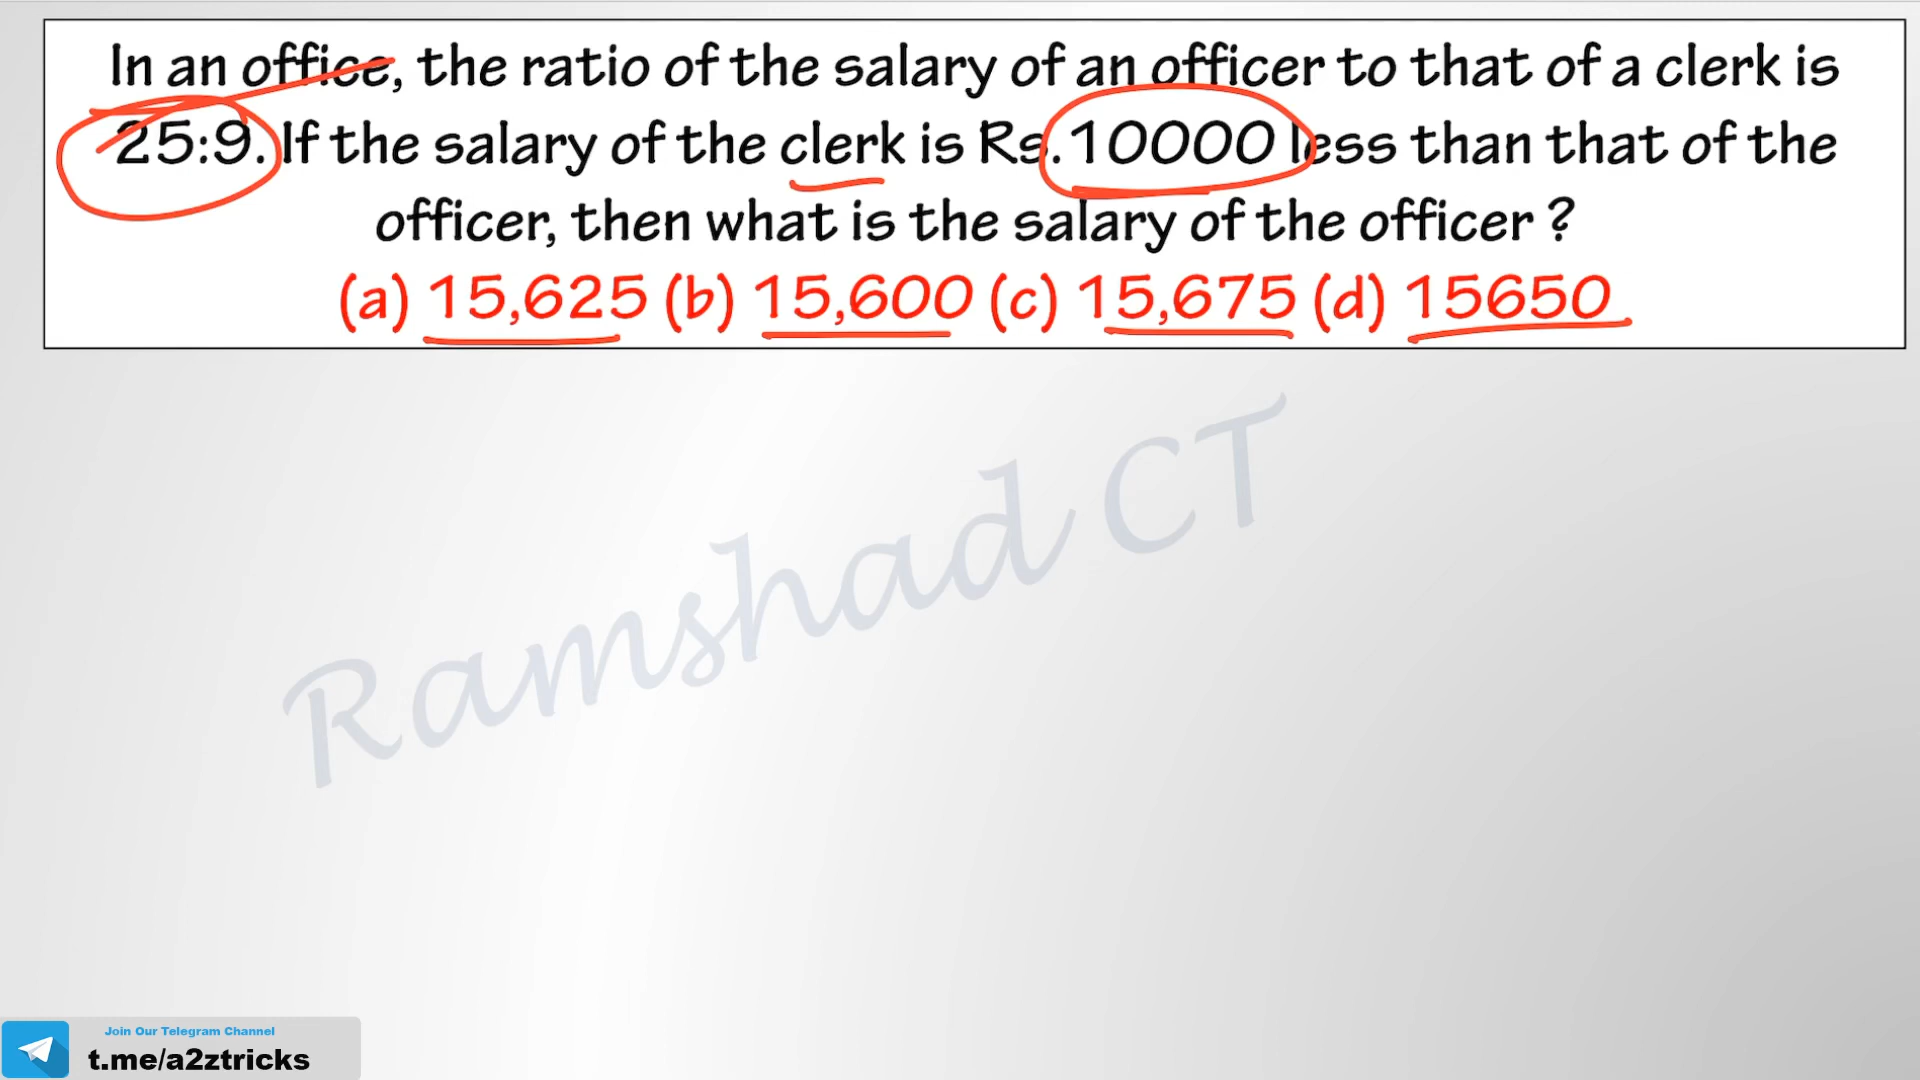 In an office, the ratio of the salary of an officer to that of a clerk is
25:9. If the salary of the clerk is Rs.10000 less than that of the
officer, then what is the salary of the officer ?
(a) 15,625 (b) 15,600 (c) 15,675 (d) 15650
Ramshad CT
Join Our Telegram Channel
t.me/a2ztricks